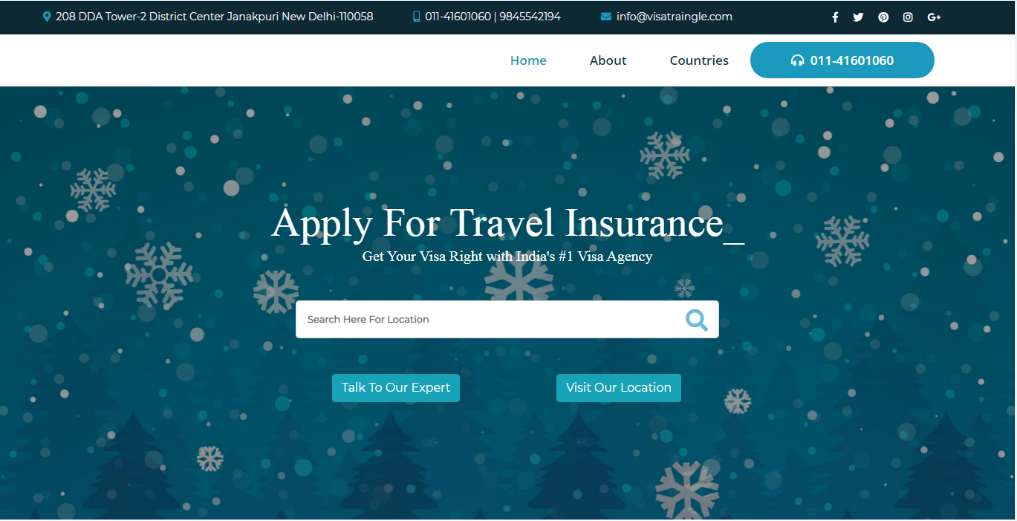 208 DDA Tower-2 District Center Janakpuri New Delhi-110058 011-41601060 | 9845542194 info@visatraingle.com
Home About Countries 011-41601060
Apply For Travel Insurance_
Get Your Visa Right with India's #1 Visa Agency
Search Here For Location
Talk To Our Expert Visit Our Location